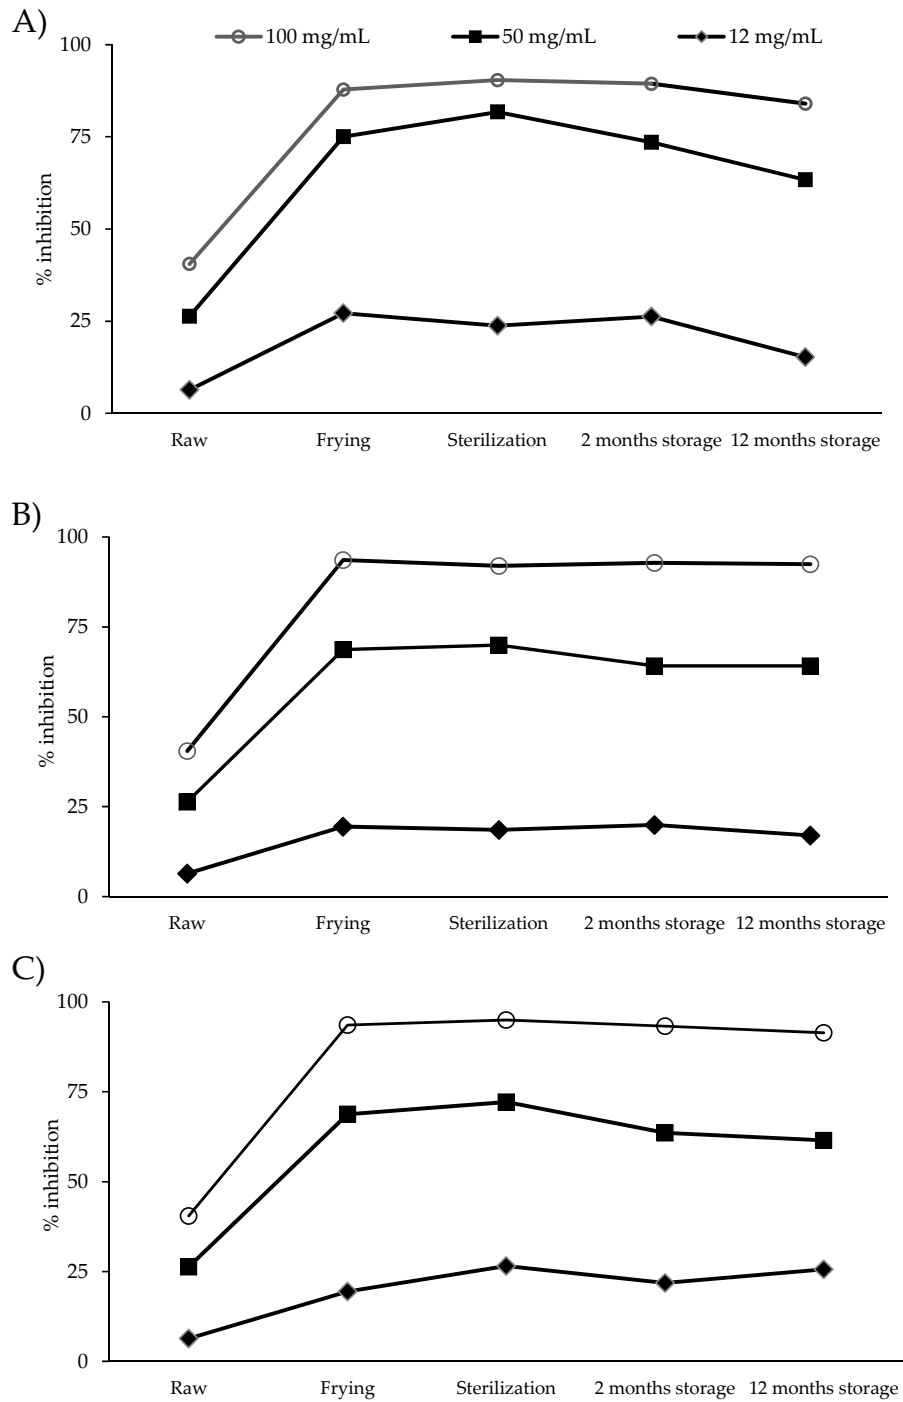 A)
100 mg/mL 50 mg/mL 12 mg/mL
100
75
50
25
0
% inhibition
Raw Frying Sterilization 2 months storage 12 months storage
B)
100
75
50
25
0
% inhibition
Raw Frying Sterilization 2 months storage 12 months storage
C)
100
75
50
25
0
% inhibition
Raw Frying Sterilization 2 months storage 12 months storage